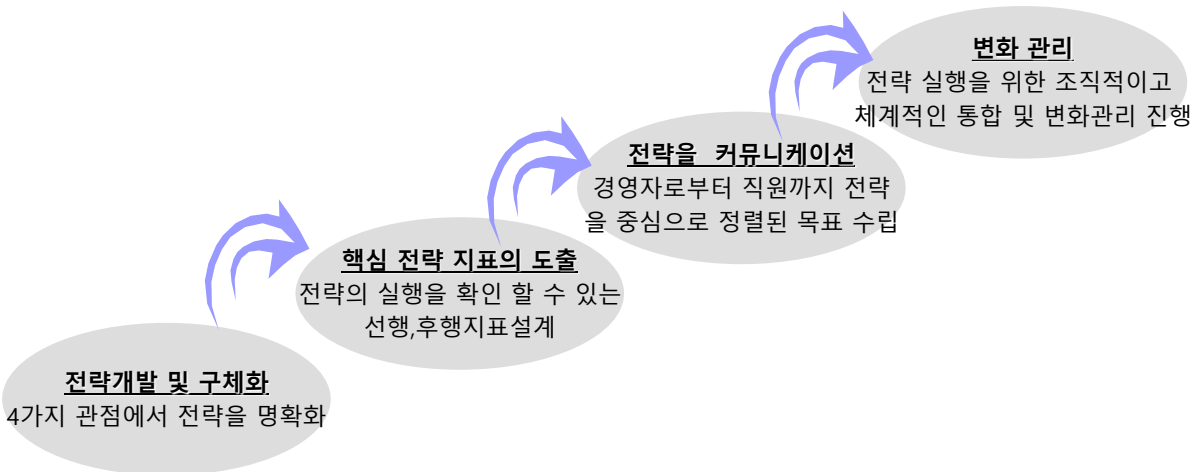 변화 관리
전략 실행을 위한 조직적이고
체계적인 통합 및 변화관리 진행
전략을 커뮤니케이션
경영자로부터 직원까지 전략
을 중심으로 정렬된 목표 수립
핵심 전략 지표의 도출
전략의 실행을 확인 할 수 있는
선행,후행지표설계
전략개발 및 구체화
4가지 관점에서 전략을 명확화